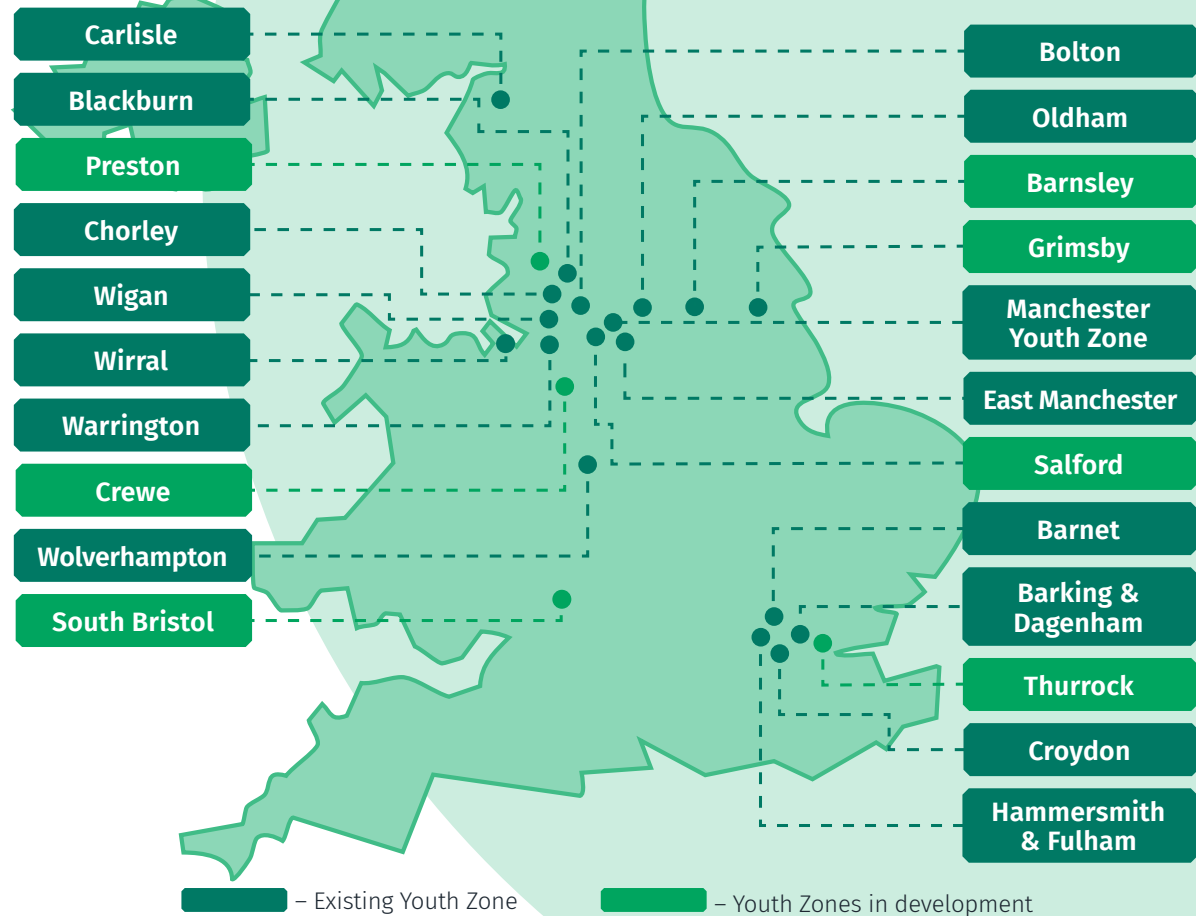 Carlisle
Blackburn
Preston
Chorley
Wigan
Wirral
Warrington
Crewe
Wolverhampton
South Bristol
Bolton
Oldham
Barnsley
Grimsby
Manchester
Youth Zone
East Manchester
Salford
Barnet
Barking &
Dagenham
Thurrock
Croydon
Hammersmith
& Fulham
– Existing Youth Zone
– Youth Zones in development